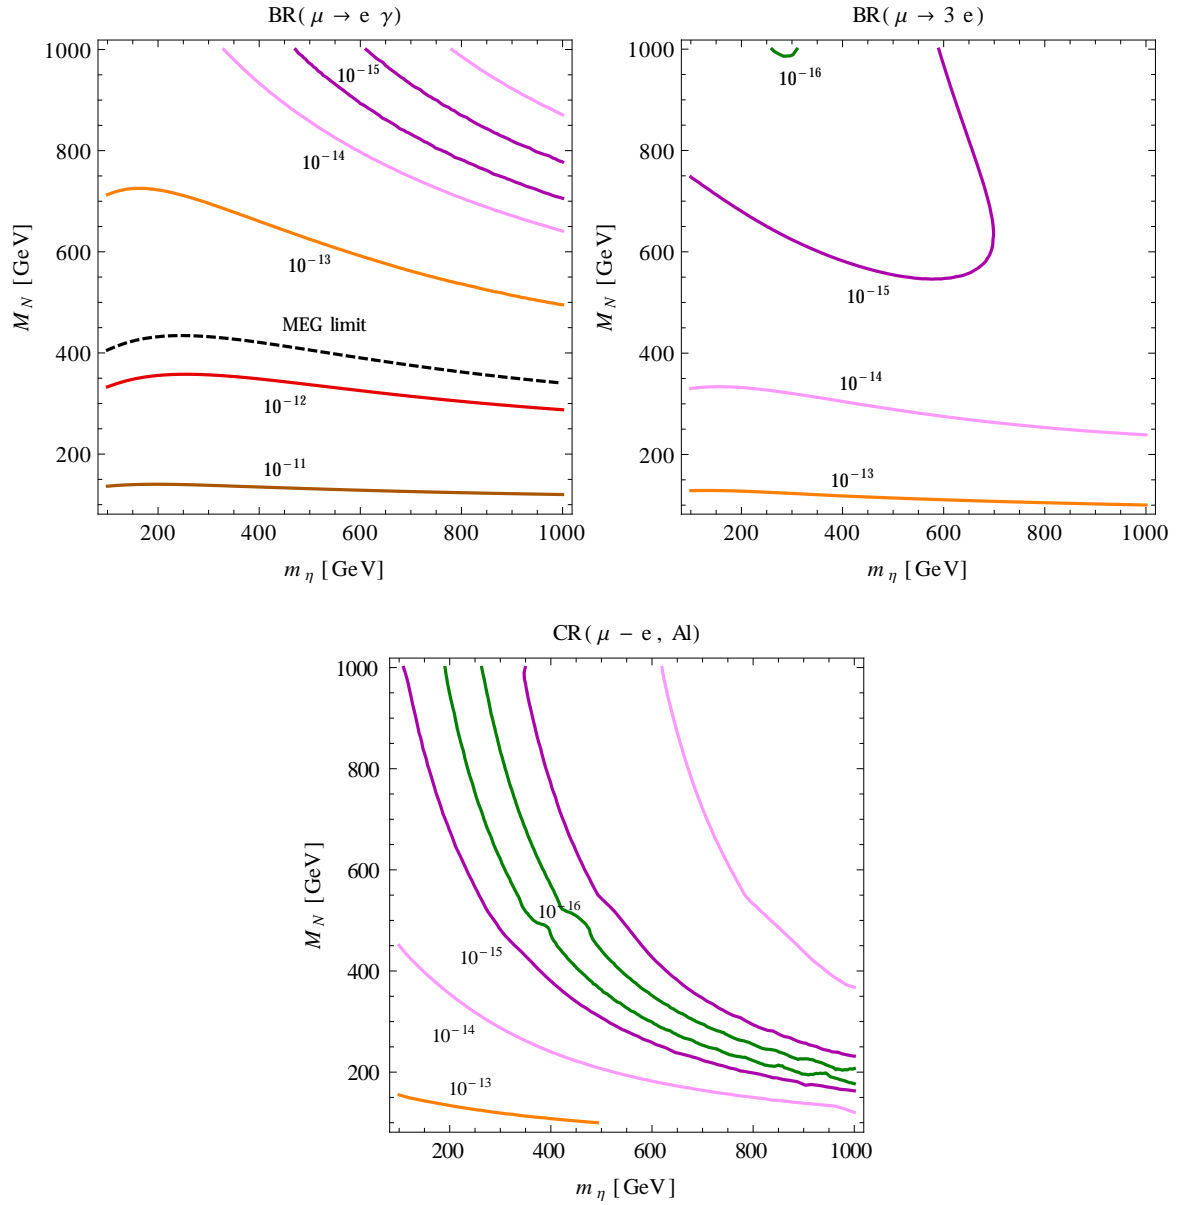 BR( μ → e γ)
1000
800
600
400
200
M_N [GeV]
10^-15
10^-14
10^-13
MEG limit
10^-12
10^-11
200 400 600 800 1000
m_η [GeV]
BR( μ → 3 e)
1000
800
600
400
200
M_N [GeV]
10^-16
10^-15
10^-14
10^-13
200 400 600 800 1000
m_η [GeV]
CR( μ − e , Al)
1000
800
600
400
200
M_N [GeV]
10^-16
10^-15
10^-14
10^-13
200 400 600 800 1000
m_η [GeV]